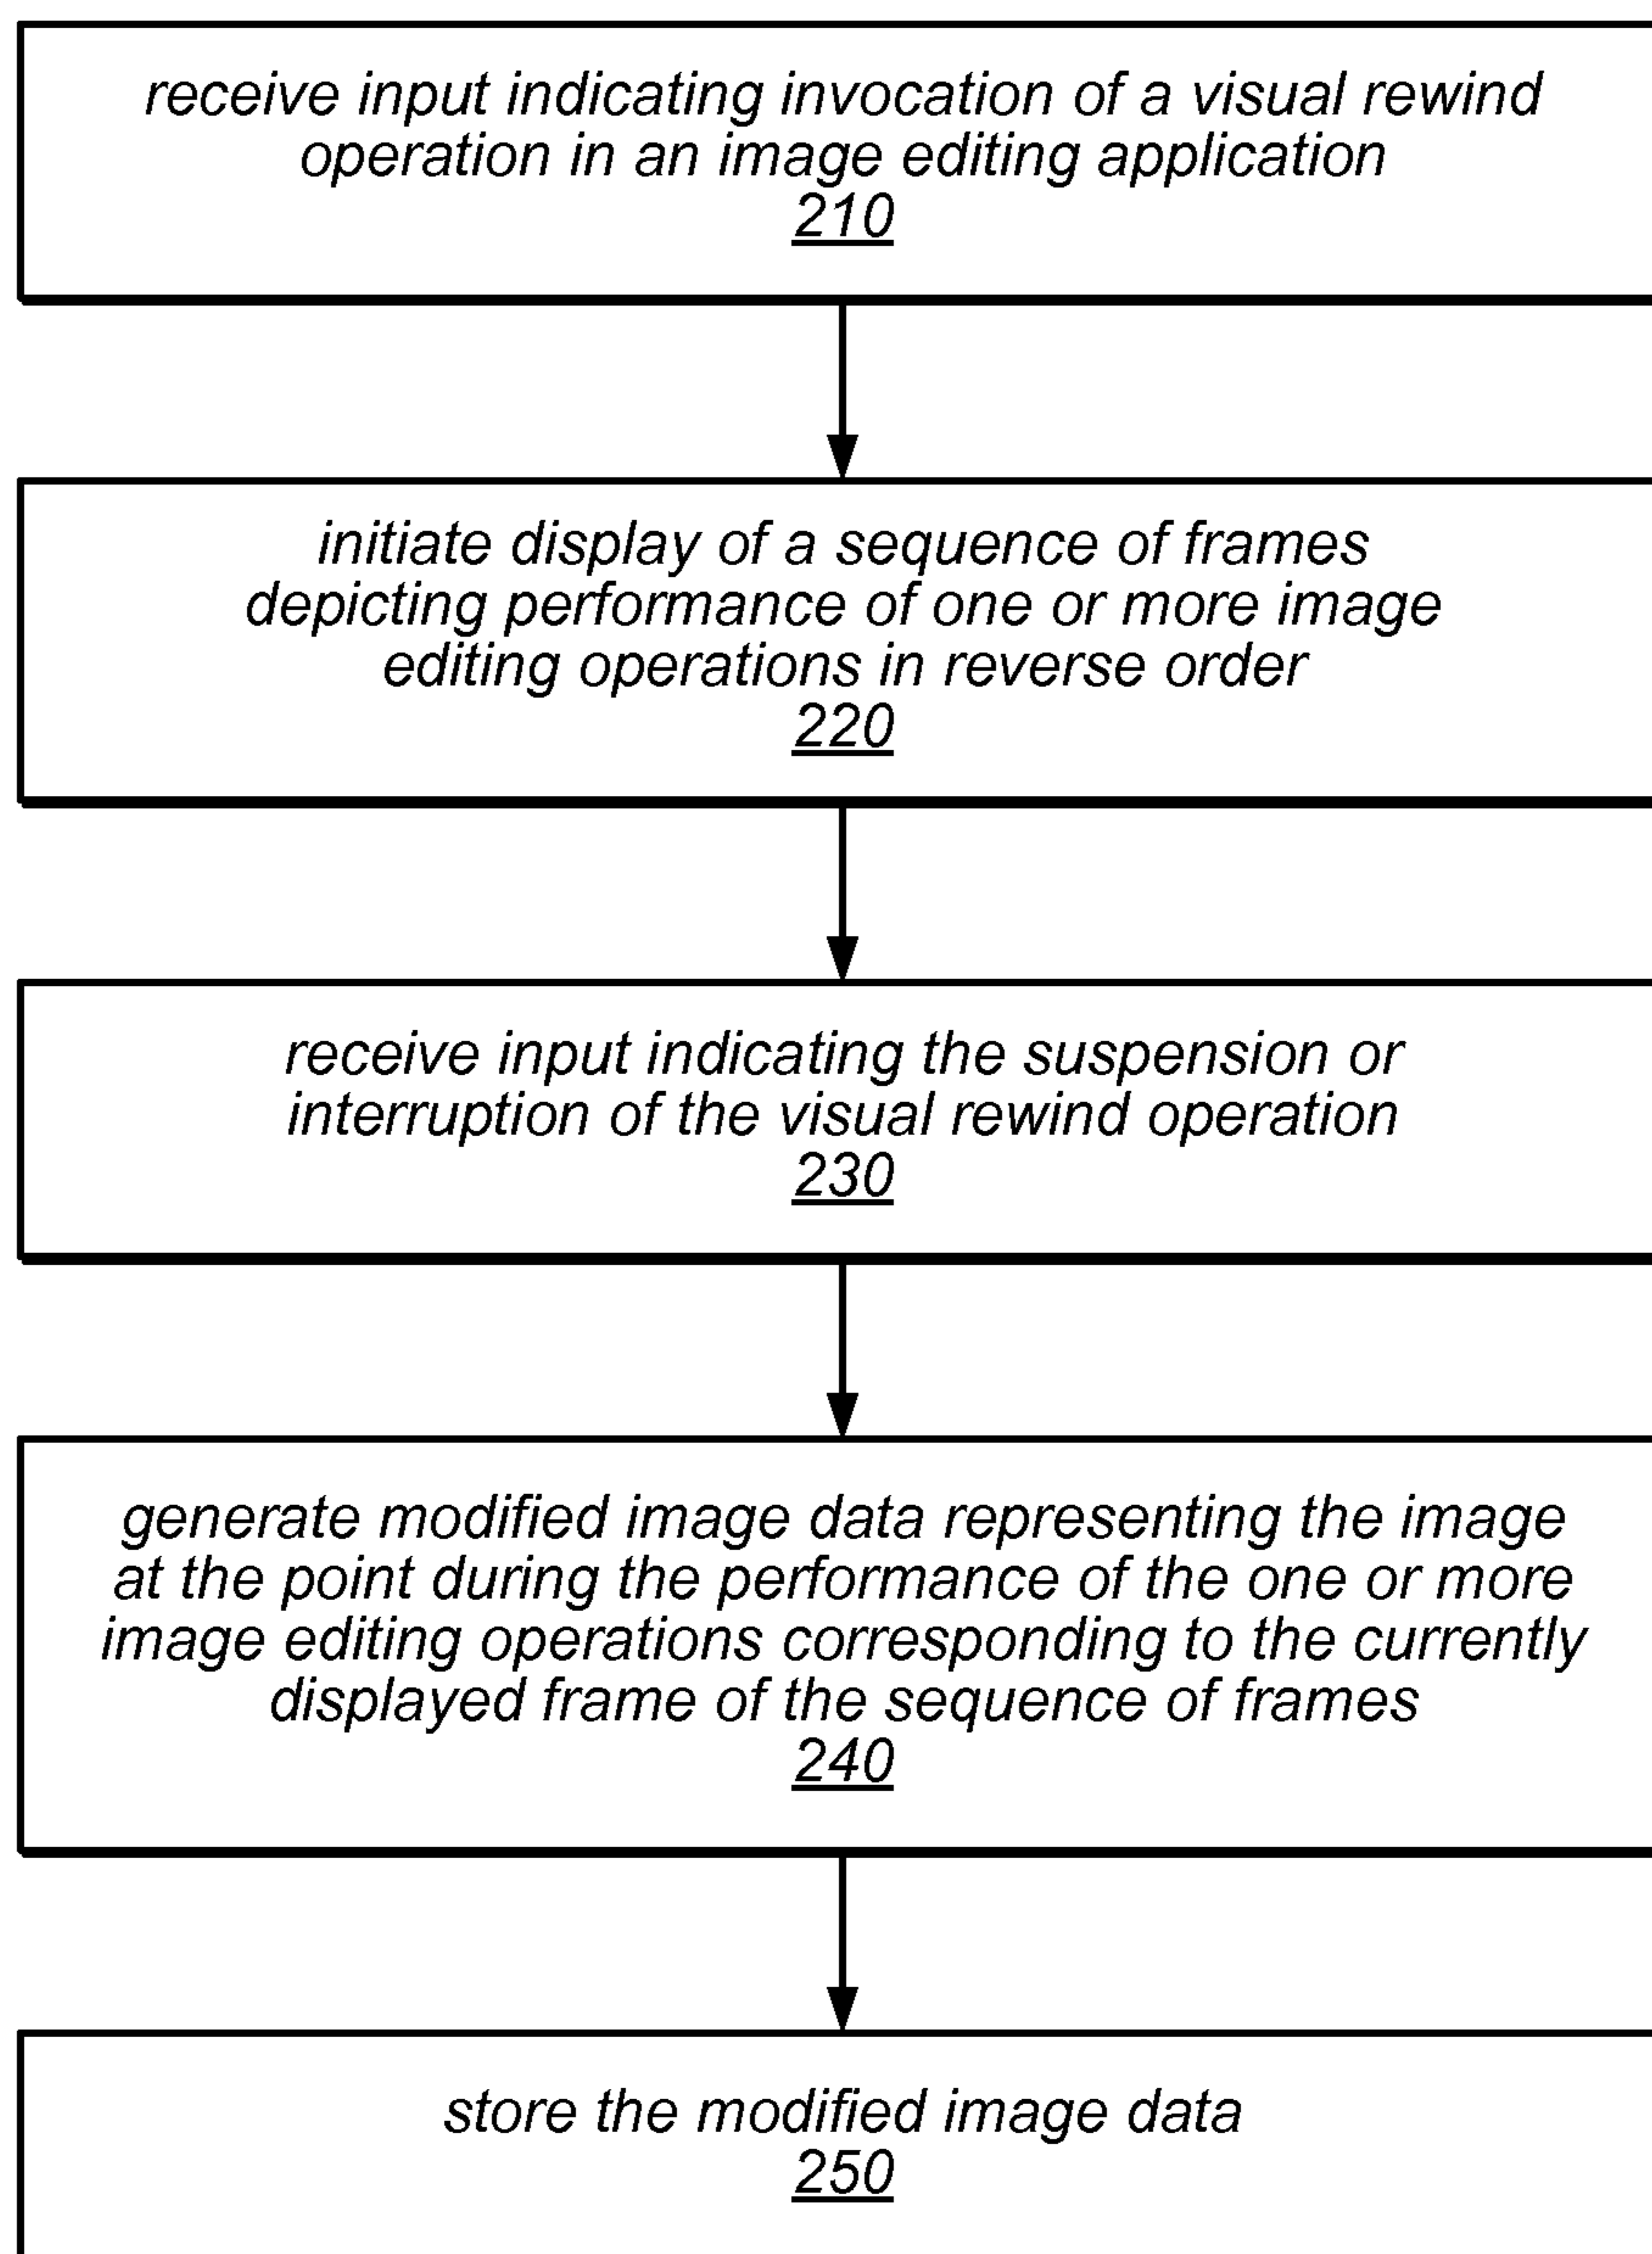 receive input indicating invocation of a visual rewind
operation in an image editing application
210
initiate display of a sequence of frames
depicting performance of one or more image
editing operations in reverse order
220
receive input indicating the suspension or
interruption of the visual rewind operation
230
generate modified image data representing the image
at the point during the performance of the one or more
image editing operations corresponding to the currently
displayed frame of the sequence of frames
240
store the modified image data
250